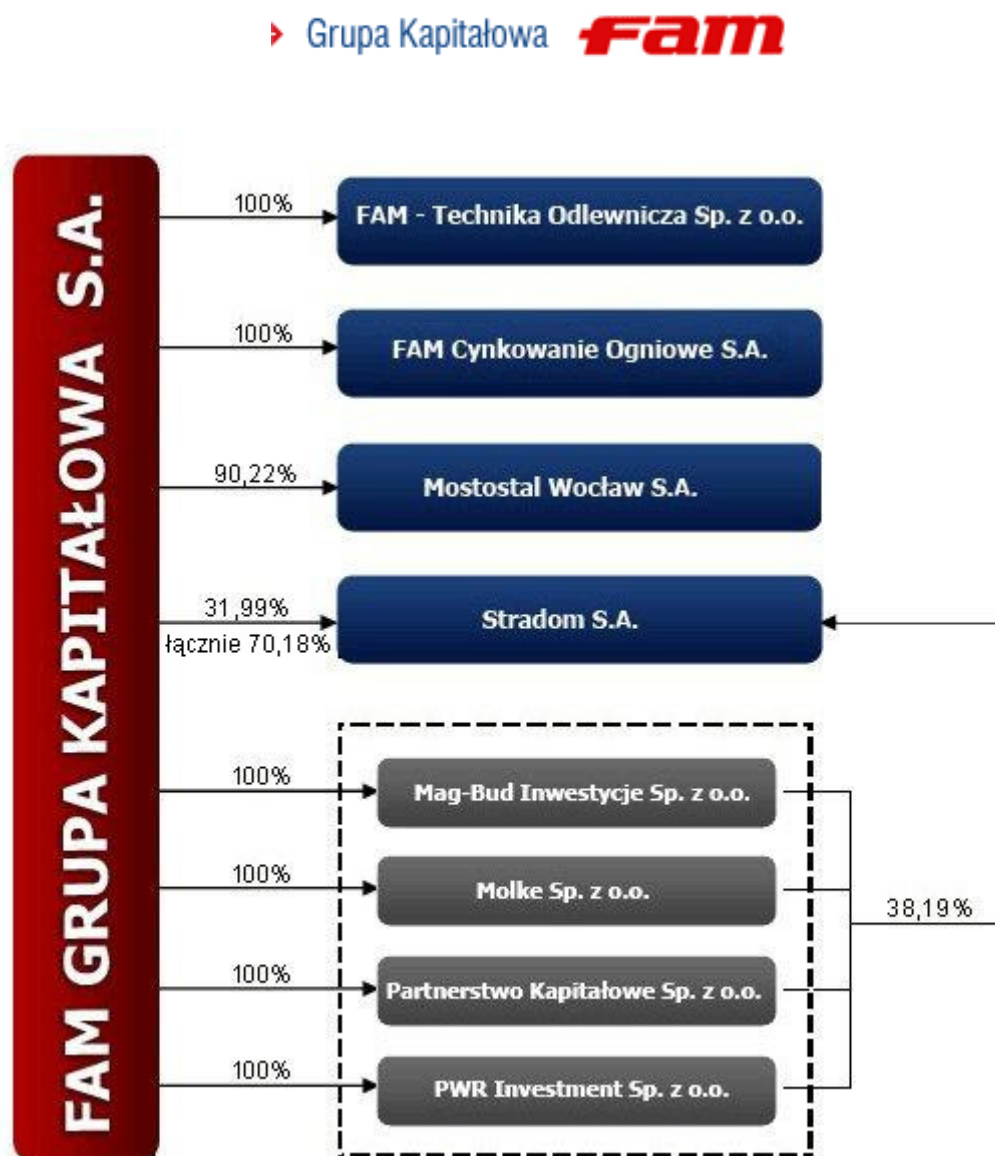 Grupa Kapitałowa fam
FAM GRUPA KAPITAŁOWA S.A.
100%
FAM - Technika Odlewnicza Sp. z o.o.
100%
FAM Cynkowanie Ogniowe S.A.
90,22%
Mostostal Wocław S.A.
31,99%
łącznie 70,18%
Stradom S.A.
100%
Mag-Bud Inwestycje Sp. z o.o.
100%
Molke Sp. z o.o.
38,19%
100%
Partnerstwo Kapitałowe Sp. z o.o.
100%
PWR Investment Sp. z o.o.